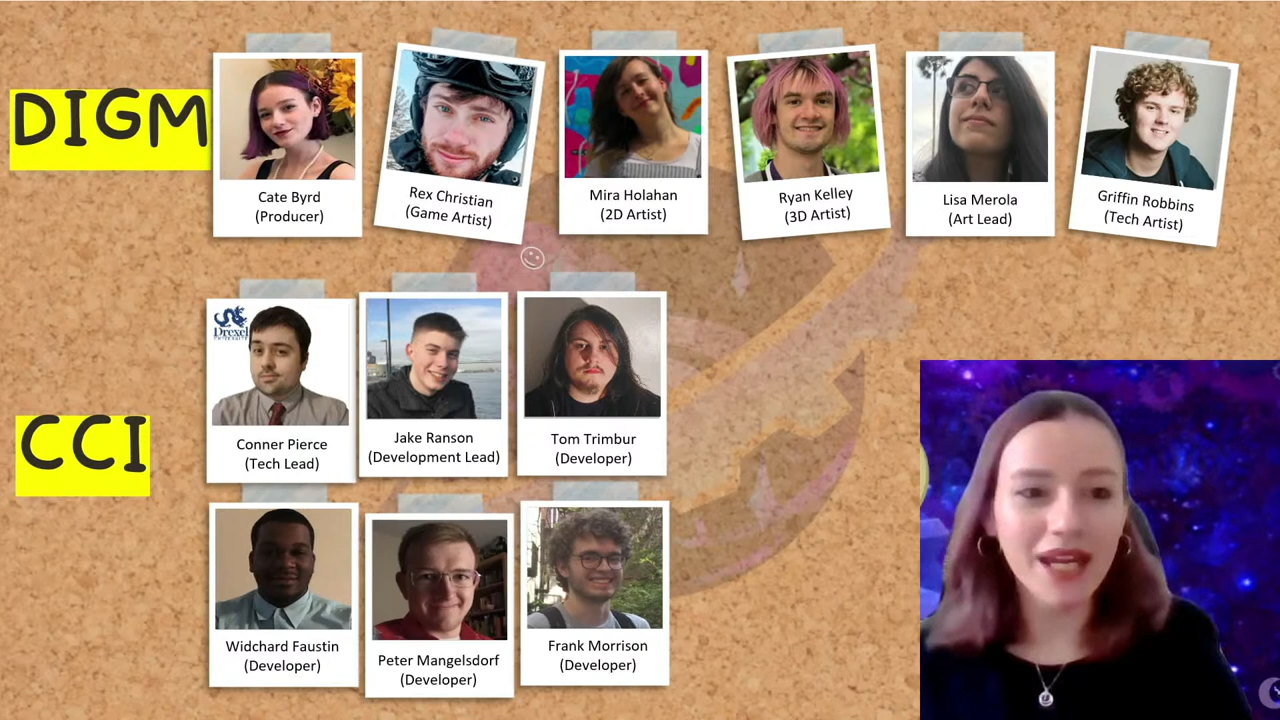 DIGM
Cate Byrd
(Producer)
Rex Christian
(Game Artist)
Mira Holahan
(2D Artist)
Ryan Kelley
(3D Artist)
Lisa Merola
(Art Lead)
Griffin Robbins
(Tech Artist)
CCI
Drexel
UNIVERSITY
Conner Pierce
(Tech Lead)
Jake Ranson
(Development Lead)
Tom Trimbur
(Developer)
Widchard Faustin
(Developer)
Peter Mangelsdorf
(Developer)
Frank Morrison
(Developer)